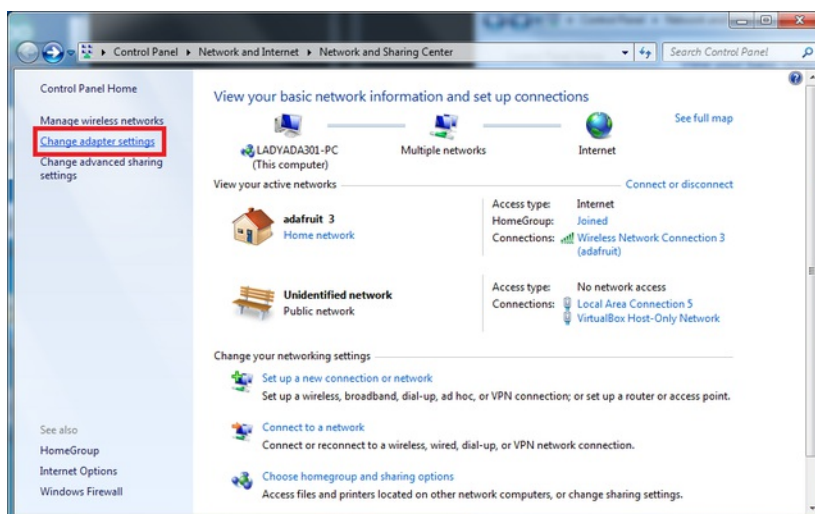 Control Panel ▸ Network and Internet ▸ Network and Sharing Center
Search Control Panel
Control Panel Home
Manage wireless networks
Change adapter settings
Change advanced sharing
settings
See also
HomeGroup
Internet Options
Windows Firewall
View your basic network information and set up connections
See full map
LADYADA301-PC
(This computer)
Multiple networks
Internet
View your active networks
Connect or disconnect
adafruit 3
Home network
Access type: Internet
HomeGroup: Joined
Connections: Wireless Network Connection 3
(adafruit)
Unidentified network
Public network
Access type: No network access
Connections: Local Area Connection 5
VirtualBox Host-Only Network
Change your networking settings
Set up a new connection or network
Set up a wireless, broadband, dial-up, ad hoc, or VPN connection; or set up a router or access point.
Connect to a network
Connect or reconnect to a wireless, wired, dial-up, or VPN network connection.
Choose homegroup and sharing options
Access files and printers located on other network computers, or change sharing settings.